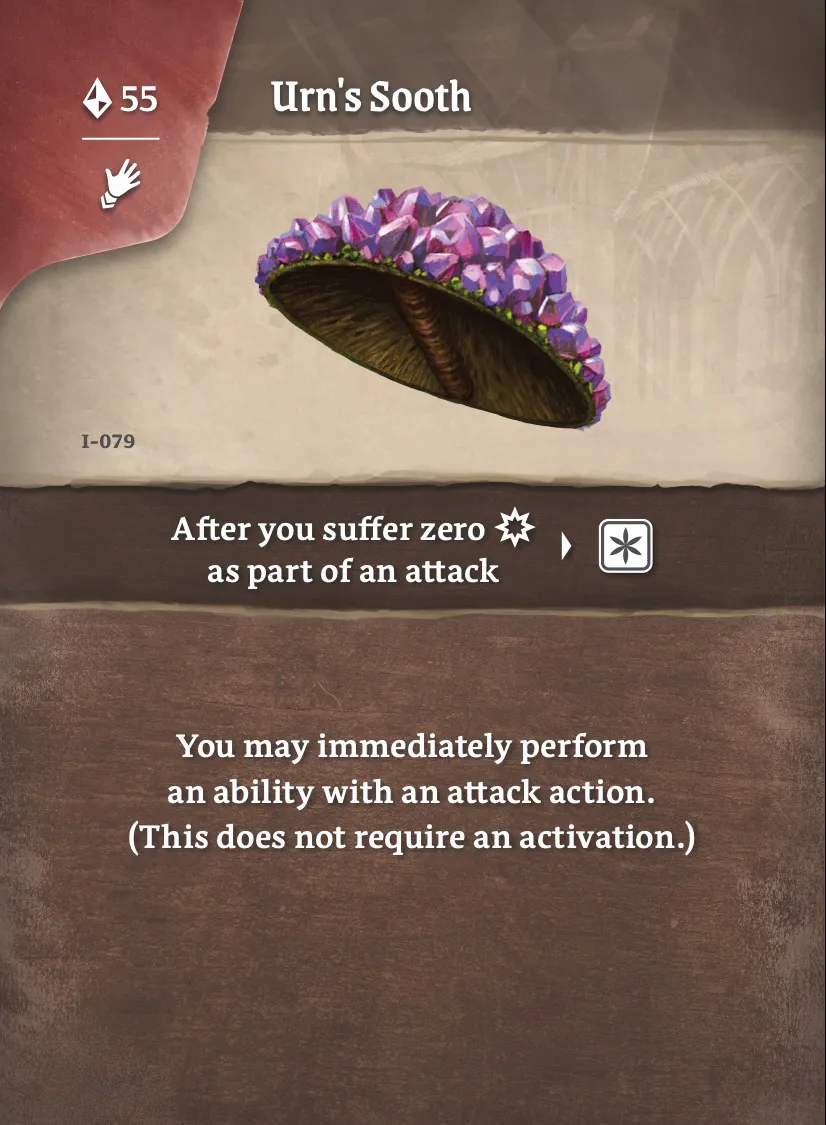 55
Urn's Sooth
I-079
After you suffer zero
as part of an attack
You may immediately perform
an ability with an attack action.
(This does not require an activation.)